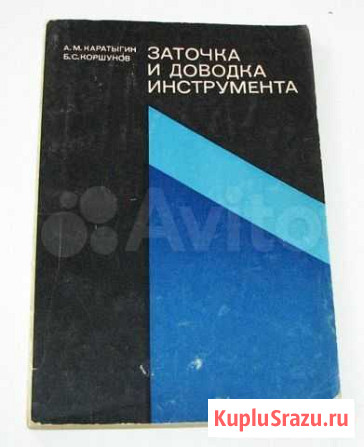 А. М. КАРАТЫГИН
Б. С. КОРШУНОВ
ЗАТОЧКА
И ДОВОДКА
ИНСТРУМЕНТА
Avito
KupluSrazu.ru